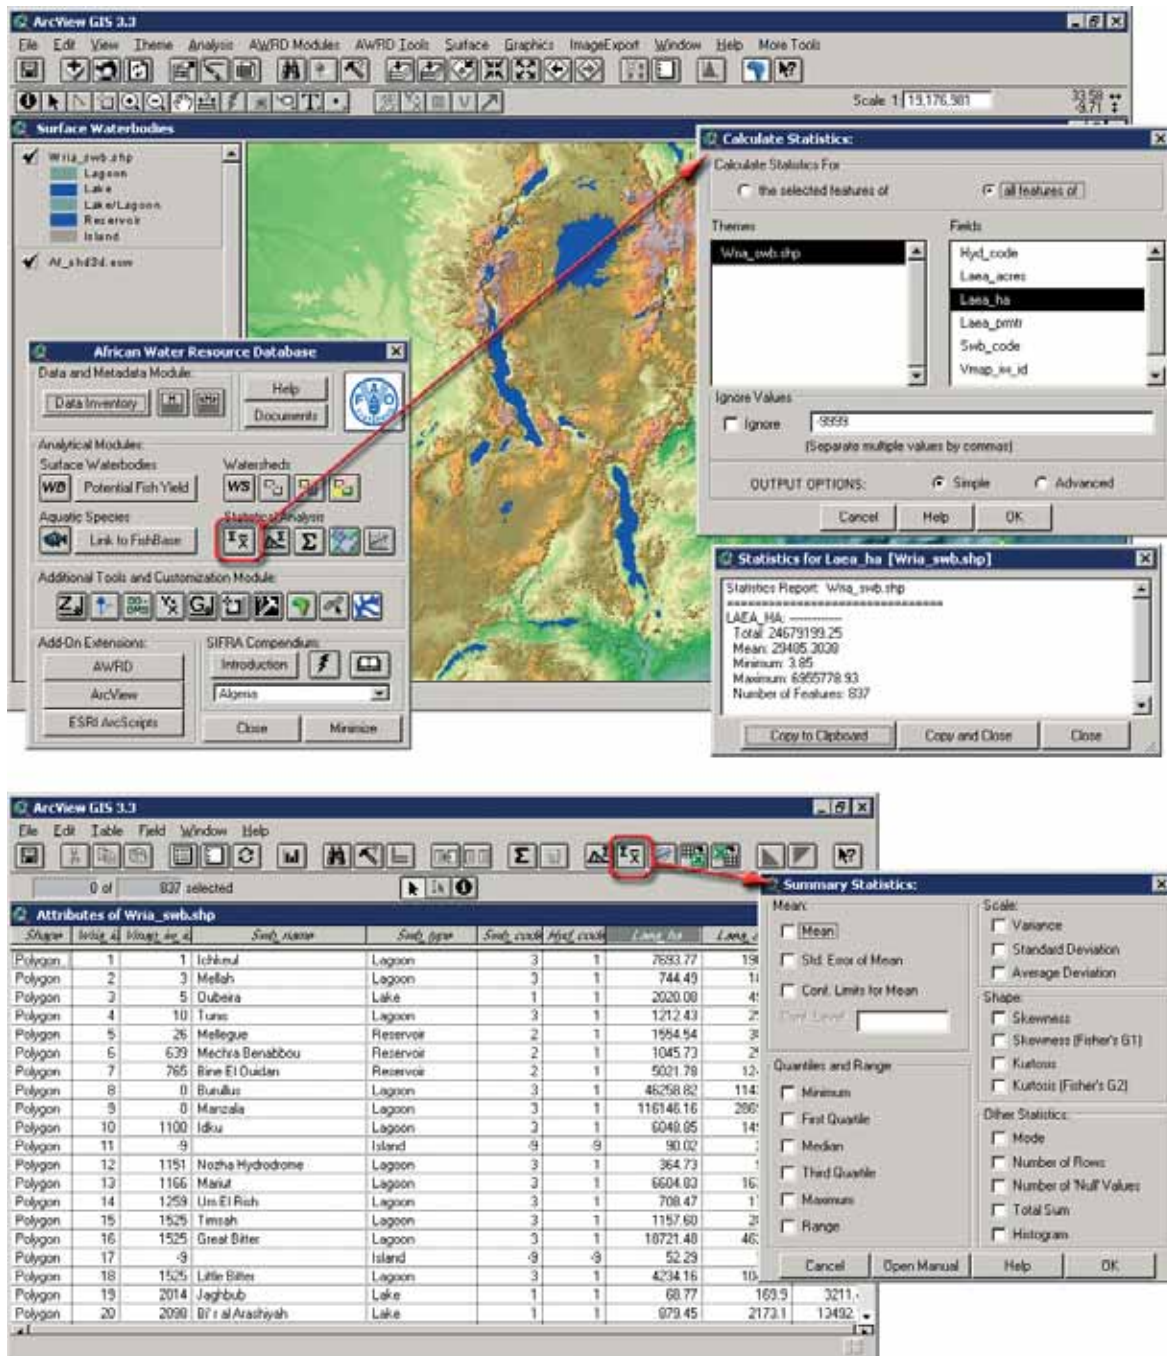 ArcView GIS 3.3
File Edit View Theme Analysis AWRD Modules AWRD Tools Surface Graphics ImageExport Window Help More Tools
Scale 1: 19,176,981
33.58
-9.71
Surface Waterbodies
Wria_swb.shp
Lagoon
Lake
Lake/Lagoon
Reservoir
Island
African Water Resource Database
Data and Metadata Module:
Data Inventory
Help
Documents
Analytical Modules:
Surface Waterbodies
Watersheds
WB Potential Fish Yield
WS
Aquatic Species
Statistical Analysis
Link to FishBase
Additional Tools and Customization Module:
Add-On Extensions:
SIFRA Compendium:
AWRD
Introduction
ArcView
Algeria
ESRI ArcScripts
Close
Minimize
Calculate Statistics:
Calculate Statistics For
the selected features of
all features of
Themes
Fields
Wria_swb.shp
Hyd_code
Laea_acres
Laea_ha
Laea_pmtr
Swb_code
Ignore Values
Ignore
-9999
(Separate multiple values by commas)
OUTPUT OPTIONS:
Simple
Advanced
Cancel
Help
OK
Statistics for Laea_ha [Wria_swb.shp]
Statistics Report: Wria_swb.shp
LAEA_HA: ------------
Total: 24679199.25
Mean: 29485.3038
Minimum: 3.85
Maximum: 6955778.93
Number of Features: 837
Copy to Clipboard
Copy and Close
Close
ArcView GIS 3.3
File Edit Table Field Window Help
0 of 837 selected
Attributes of Wria_swb.shp
Shape Swb_name Swb_type Swb_code Hyd_code Laea_ha
Polygon 1 1 Ichkeul Lagoon 3 1 7693.77
Polygon 2 3 Mellah Lagoon 3 1 744.49
Polygon 3 5 Oubeira Lake 1 1 2020.08
Polygon 4 10 Tunis Lagoon 3 1 1212.43
Polygon 5 26 Mellegue Reservoir 2 1 1554.54
Polygon 6 639 Mechra Benabbou Reservoir 2 1 1045.73
Polygon 7 765 Bine El Ouidan Reservoir 2 1 5021.78
Polygon 8 0 Burullus Lagoon 3 1 46258.82
Polygon 9 0 Manzala Lagoon 3 1 116146.16
Polygon 10 1100 Idku Lagoon 3 1 6048.85
Polygon 11 -9 Island -9 -9 90.02
Polygon 12 1151 Nozha Hydrodrome Lagoon 3 1 364.73
Polygon 13 1166 Mariut Lagoon 3 1 6604.83
Polygon 14 1259 Um El Rish Lagoon 3 1 708.47
Polygon 15 1525 Timsah Lagoon 3 1 1157.60
Polygon 16 1525 Great Bitter Lagoon 3 1 18721.48
Polygon 17 -9 Island -9 -9 52.29
Polygon 18 1525 Little Bitter Lagoon 3 1 4234.16
Polygon 19 2014 Jaghbub Lake 1 1 68.77 169.9 3211.
Polygon 20 2098 Bi'r al Arashiyah Lake 1 1 879.45 2173.1 13492.
Summary Statistics:
Mean:
Mean
Std. Error of Mean
Conf. Limits for Mean
Conf. Level:
Quantiles and Range
Minimum
First Quartile
Median
Third Quartile
Maximum
Range
Scale:
Variance
Standard Deviation
Average Deviation
Shape:
Skewness
Skewness (Fisher's G1)
Kurtosis
Kurtosis (Fisher's G2)
Other Statistics:
Mode
Number of Rows
Number of 'Null' Values
Total Sum
Histogram
Cancel
Open Manual
Help
OK